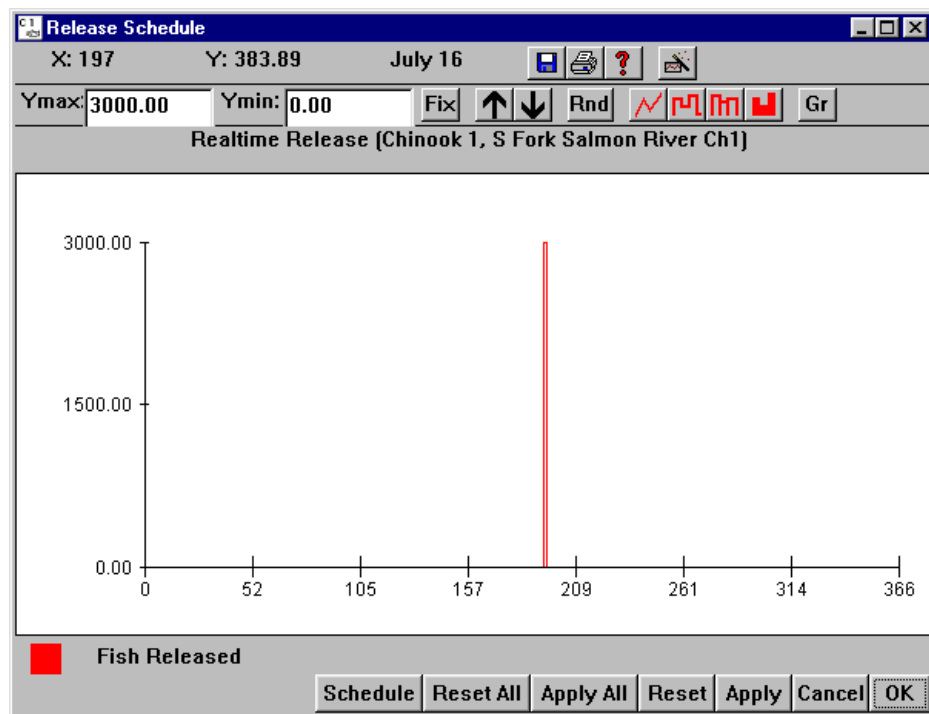 Release Schedule
X: 197 Y: 383.89 July 16
Ymax: 3000.00 Ymin: 0.00 Fix Rnd Gr
Realtime Release (Chinook 1, S Fork Salmon River Ch1)
3000.00
1500.00
0.00
0 52 105 157 209 261 314 366
Fish Released
Schedule Reset All Apply All Reset Apply Cancel OK